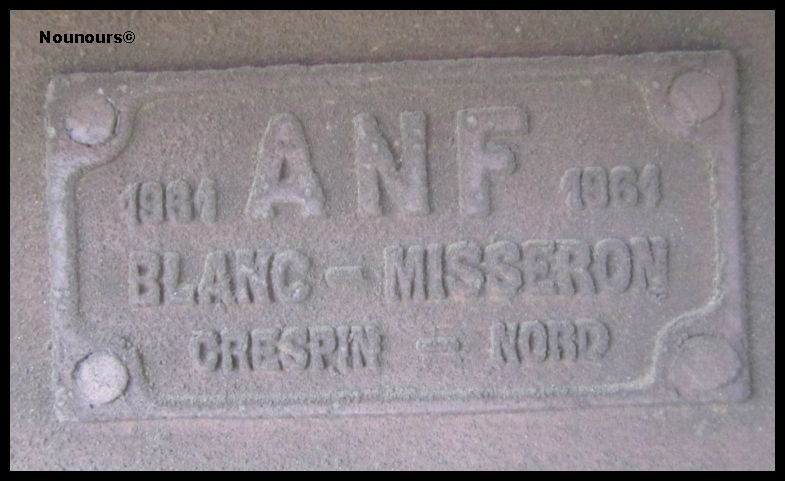 Nounours©
1961 ANF 1961
BLANC - MISSERON
CRESPIN - NORD